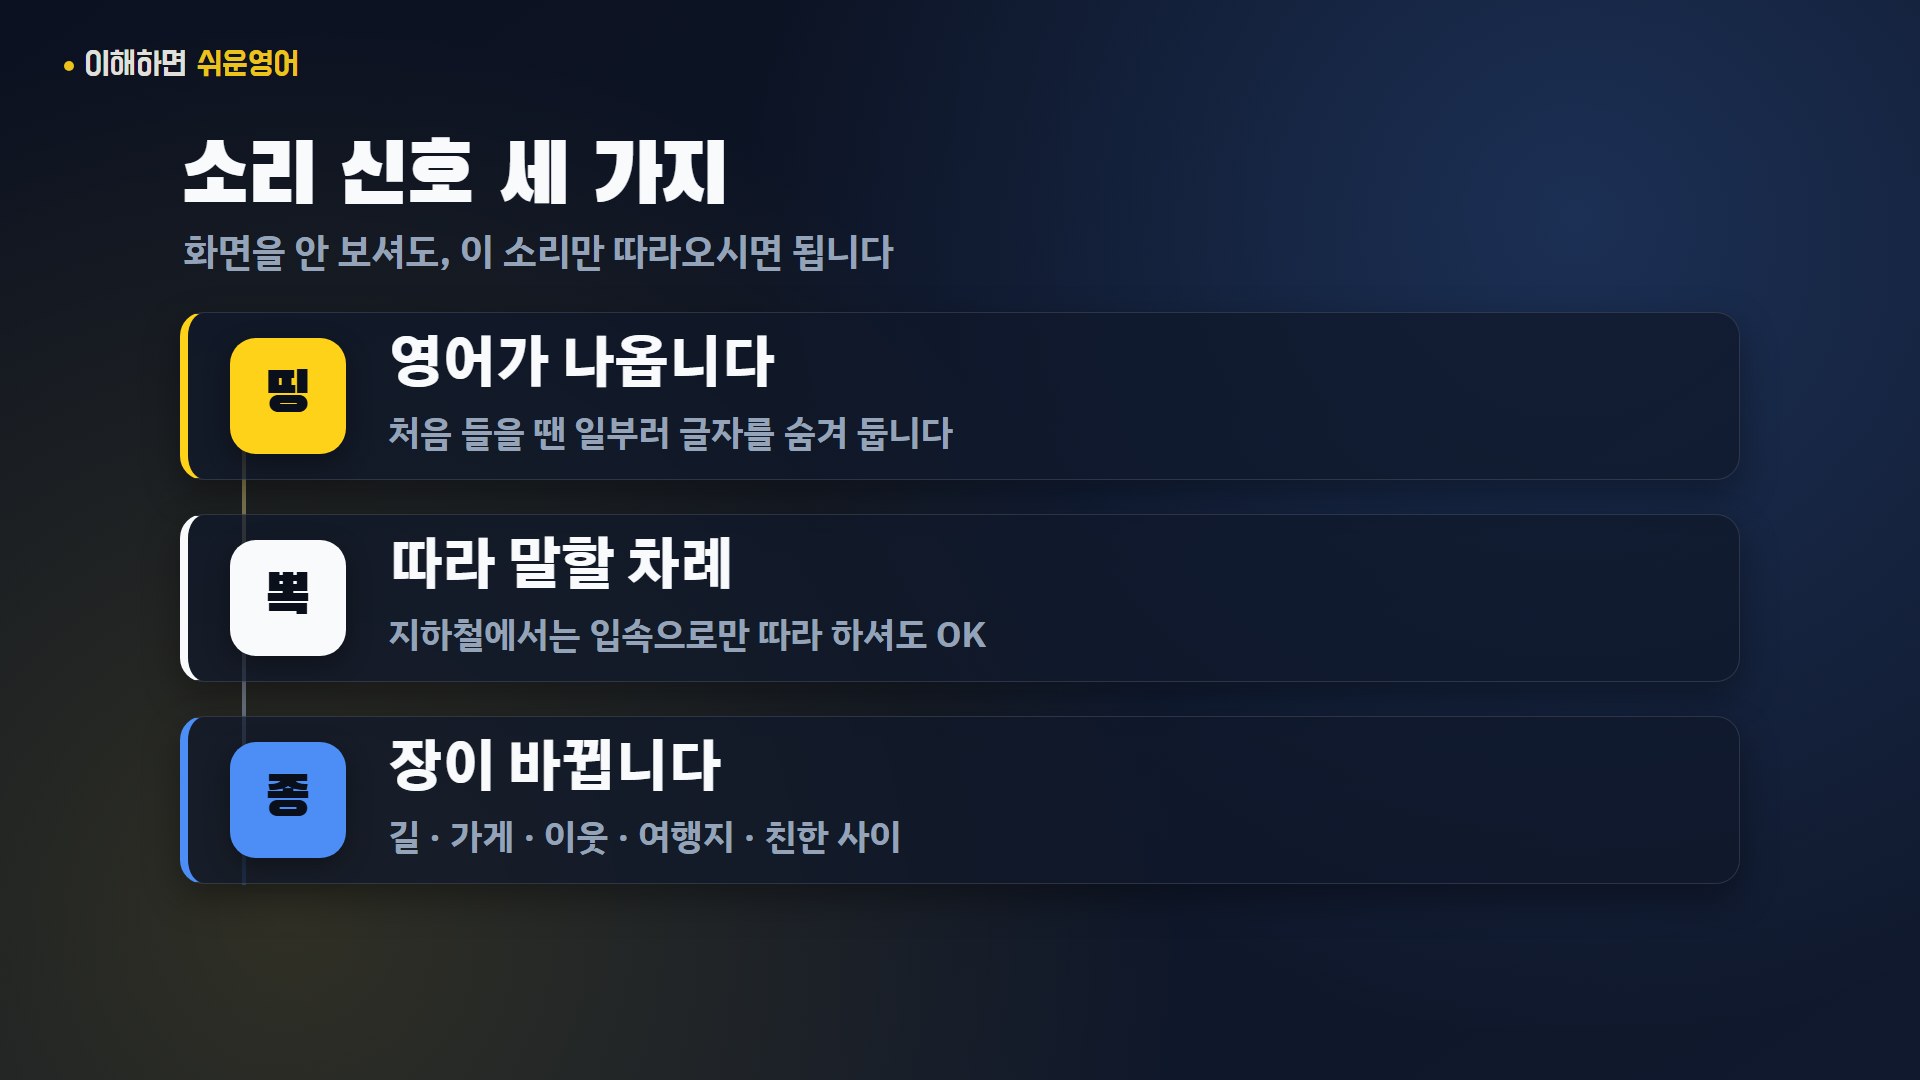 이해하면 쉬운영어
소리 신호 세 가지
화면을 안 보셔도, 이 소리만 따라오시면 됩니다
띵
영어가 나옵니다
처음 들을 땐 일부러 글자를 숨겨 둡니다
뽁
따라 말할 차례
지하철에서는 입속으로만 따라 하셔도 OK
종
장이 바뀝니다
길 · 가게 · 이웃 · 여행지 · 친한 사이